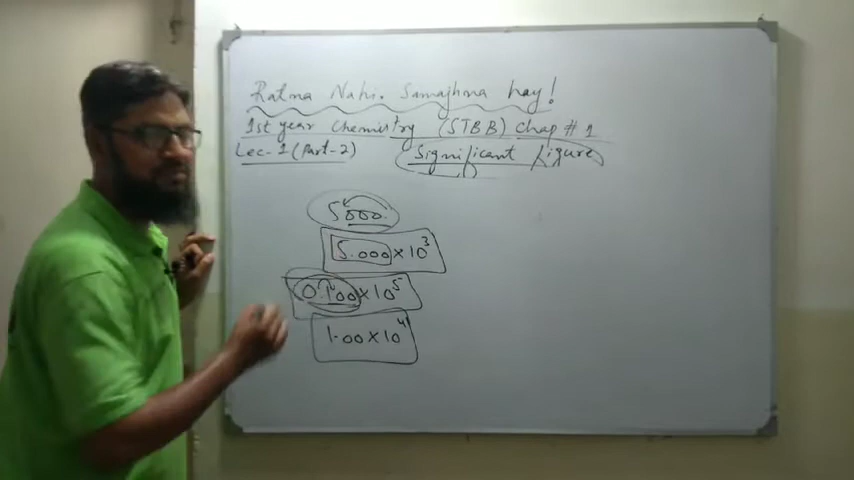 Ratna Nahi. Samajhna hay!
1st year Chemistry (STBB) Chap # 1
Lec-1 (Part-2) Significant figure
5000.
5.000 × 10³
0.100 × 10⁵
1.00 × 10⁴